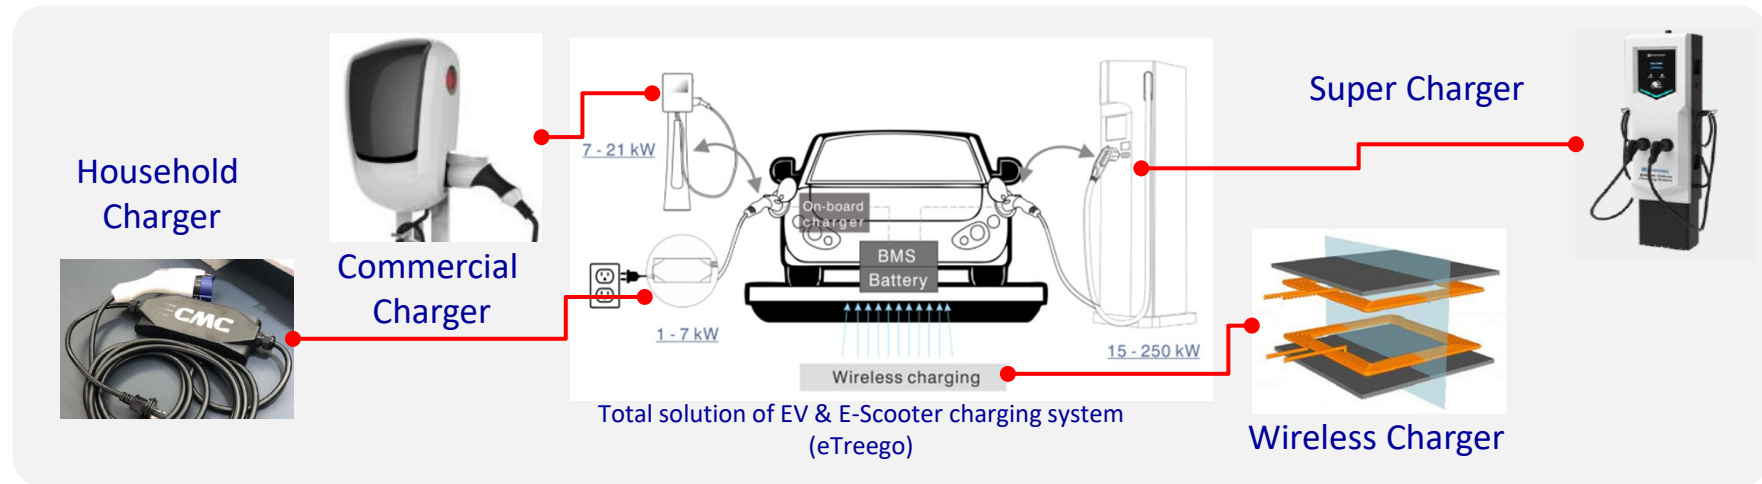 Household
Charger
CMC
Commercial
Charger
7 - 21 kW
1 - 7 kW
On-board
charger
BMS
Battery
Wireless charging
15 - 250 kW
Total solution of EV & E-Scooter charging system
(eTreego)
Super Charger
Wireless Charger